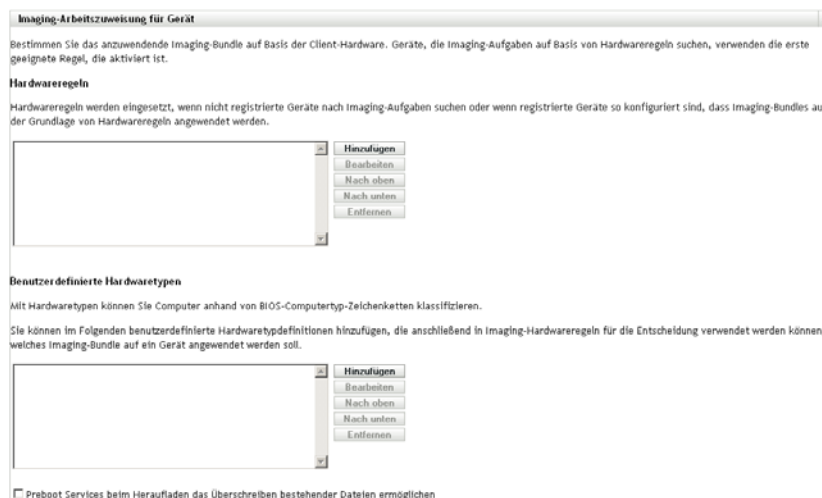 Imaging-Arbeitszuweisung für Gerät
Bestimmen Sie das anzuwendende Imaging-Bundle auf Basis der Client-Hardware. Geräte, die Imaging-Aufgaben auf Basis von Hardwareregeln suchen, verwenden die erste
geeignete Regel, die aktiviert ist.
Hardwareregeln
Hardwareregeln werden eingesetzt, wenn nicht registrierte Geräte nach Imaging-Aufgaben suchen oder wenn registrierte Geräte so konfiguriert sind, dass Imaging-Bundles au
der Grundlage von Hardwareregeln angewendet werden.
Hinzufügen
Bearbeiten
Nach oben
Nach unten
Entfernen
Benutzerdefinierte Hardwaretypen
Mit Hardwaretypen können Sie Computer anhand von BIOS-Computertyp-Zeichenketten klassifizieren.
Sie können im Folgenden benutzerdefinierte Hardwaretypdefinitionen hinzufügen, die anschließend in Imaging-Hardwareregeln für die Entscheidung verwendet werden können
welches Imaging-Bundle auf ein Gerät angewendet werden soll.
Hinzufügen
Bearbeiten
Nach oben
Nach unten
Entfernen
Preboot Services beim Heraufladen das Überschreiben bestehender Dateien ermöglichen